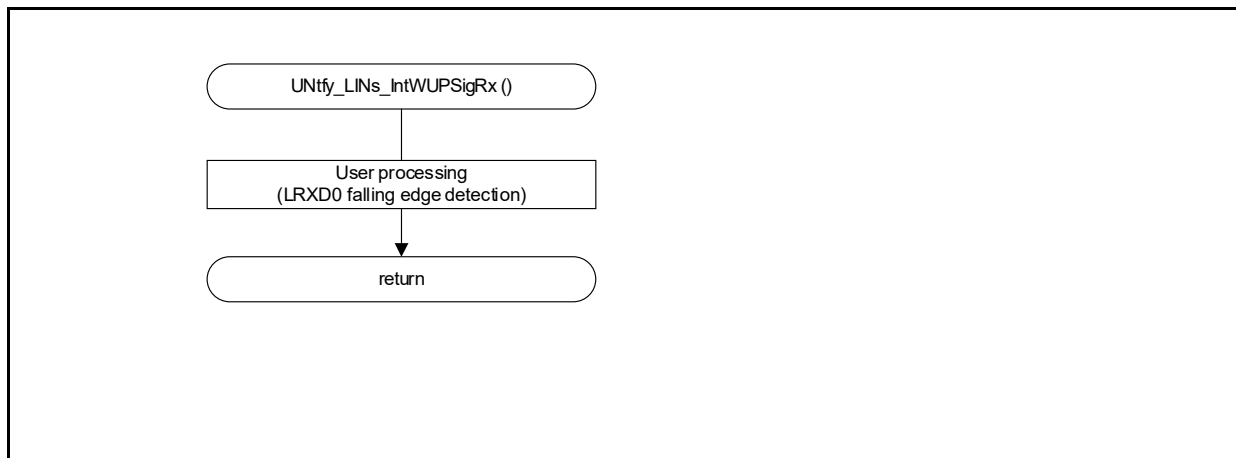 UNtfy_LINs_IntWUPSigRx ()
User processing
(LRXD0 falling edge detection)
return